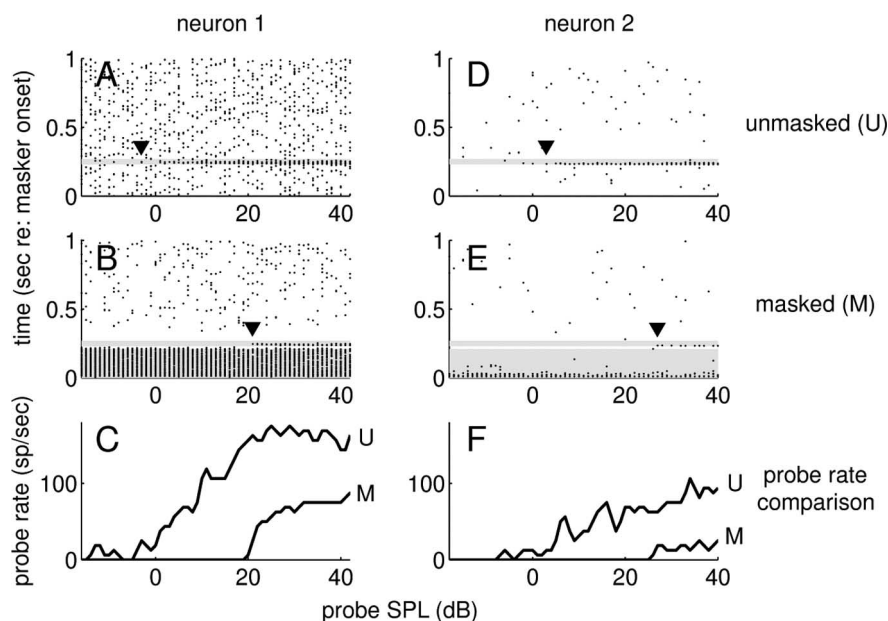 neuron 1
neuron 2
A
1
0.5
0
0
20
40
D
1
0.5
0
0
20
40
unmasked (U)
B
1
0.5
0
0
20
40
E
1
0.5
0
0
20
40
masked (M)
time (sec re: masker onset)
C
U
M
100
0
0
20
40
F
U
M
100
0
0
20
40
probe rate
comparison
probe rate (sp/sec)
probe SPL (dB)